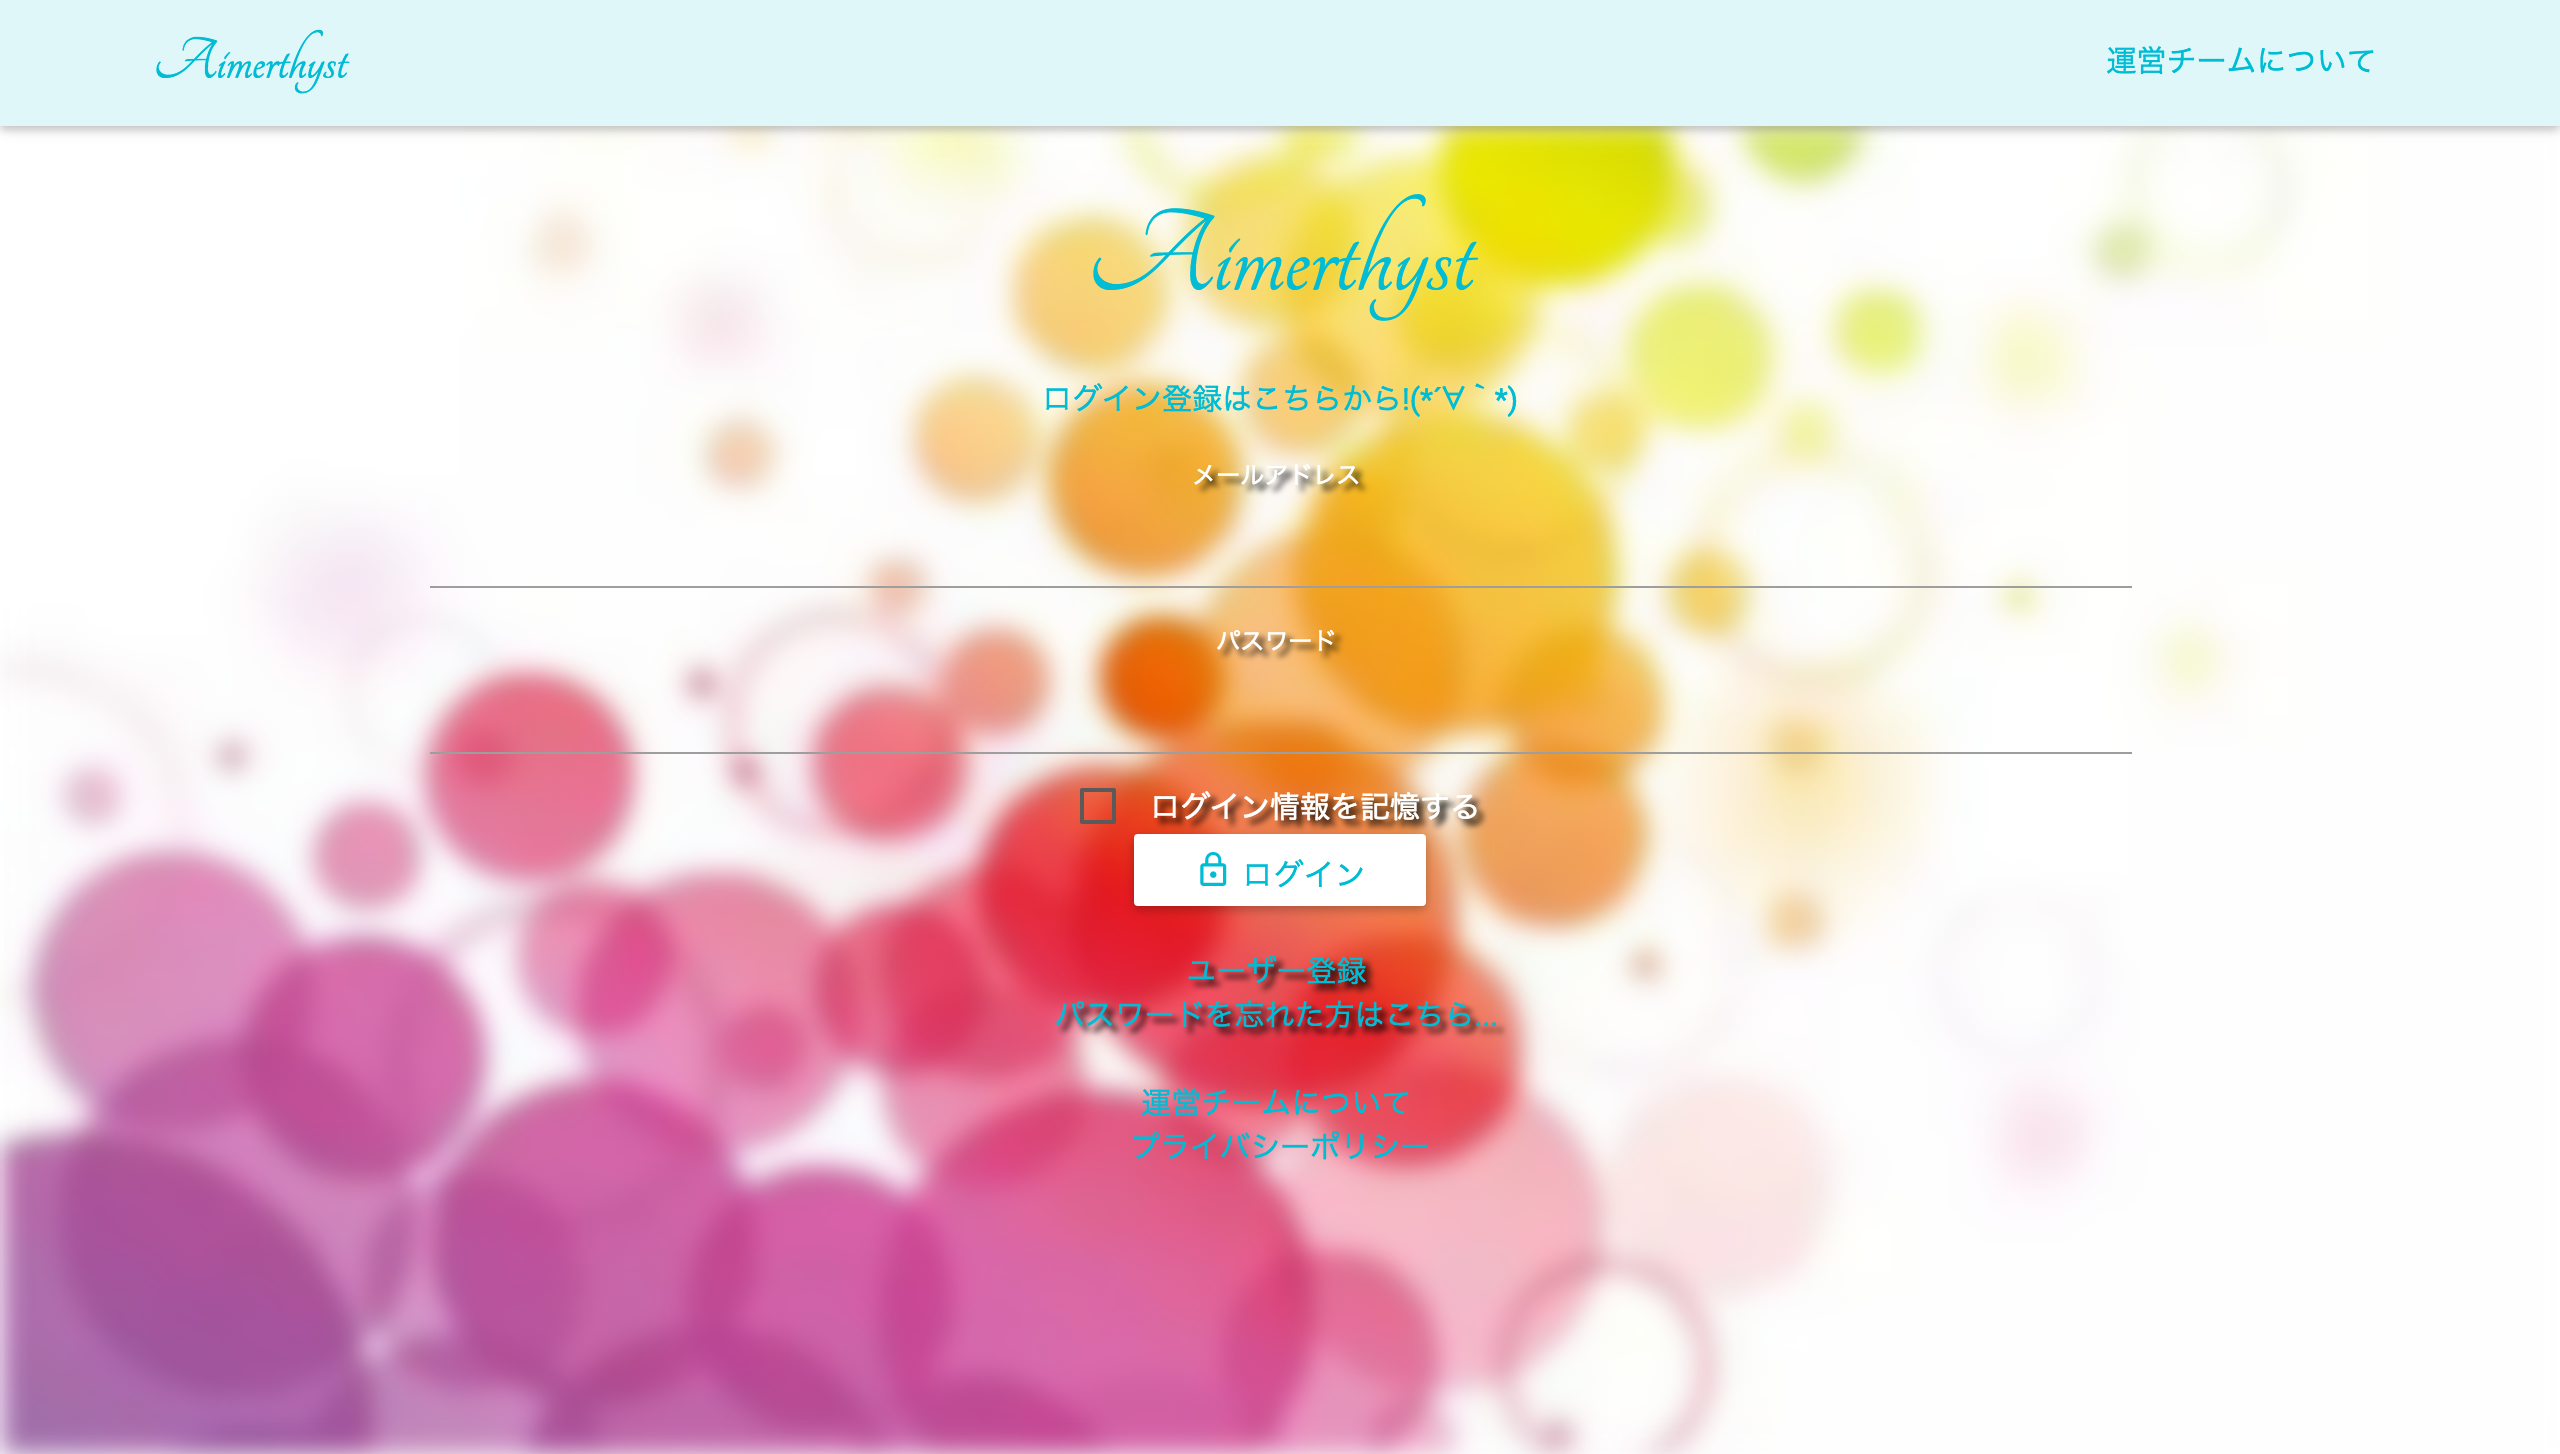 Aimerthyst
運営チームについて
Aimerthyst
ログイン登録はこちらから!(*´∀｀*)
メールアドレス
パスワード
ログイン情報を記憶する
ログイン
ユーザー登録
パスワードを忘れた方はこちら...
運営チームについて
プライバシーポリシー